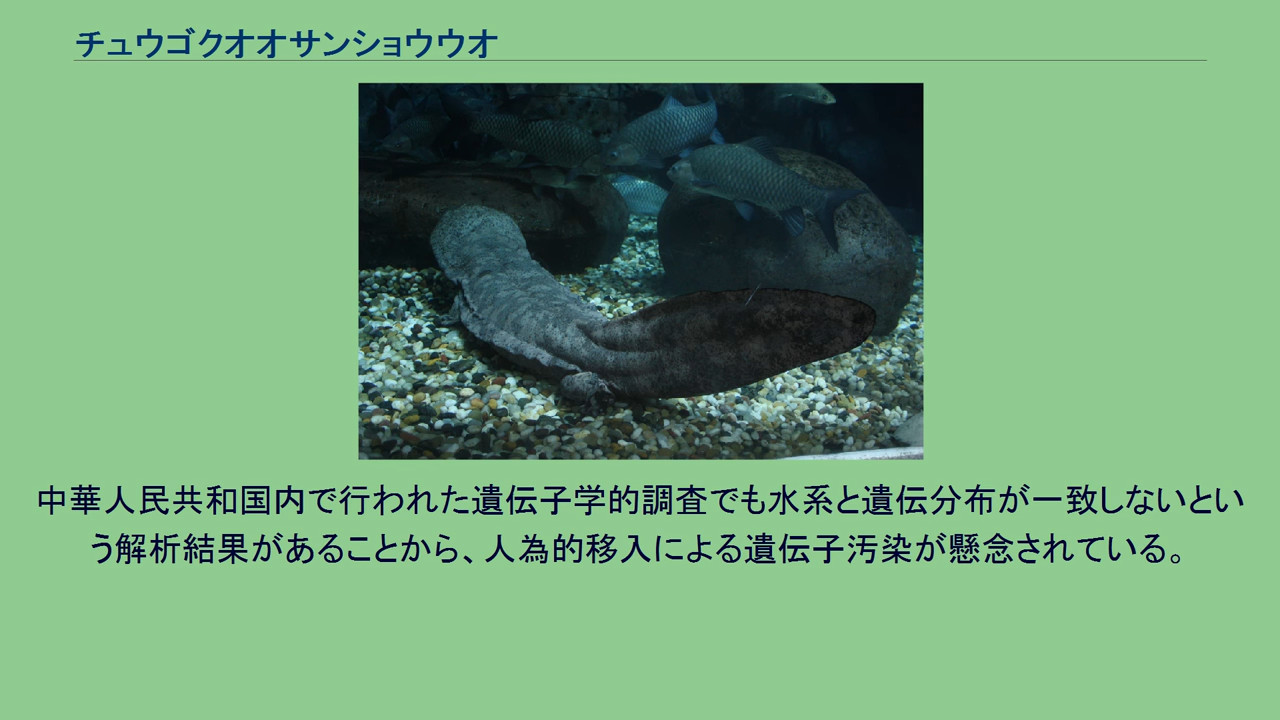 チュウゴクオオサンショウウオ
中華人民共和国内で行われた遺伝子学的調査でも水系と遺伝分布が一致しないとい
う解析結果があることから、人為的移入による遺伝子汚染が懸念されている。